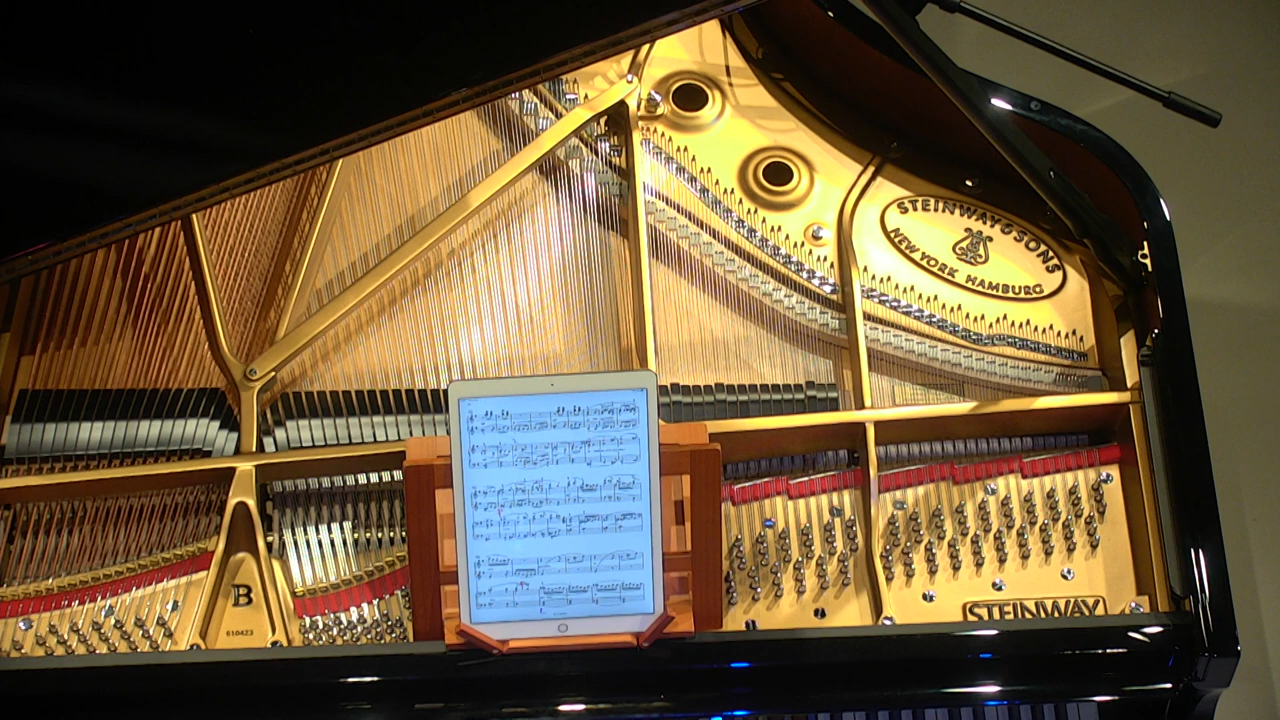 STEINWAY & SONS
NEW YORK HAMBURG
B
610423
STEINWAY